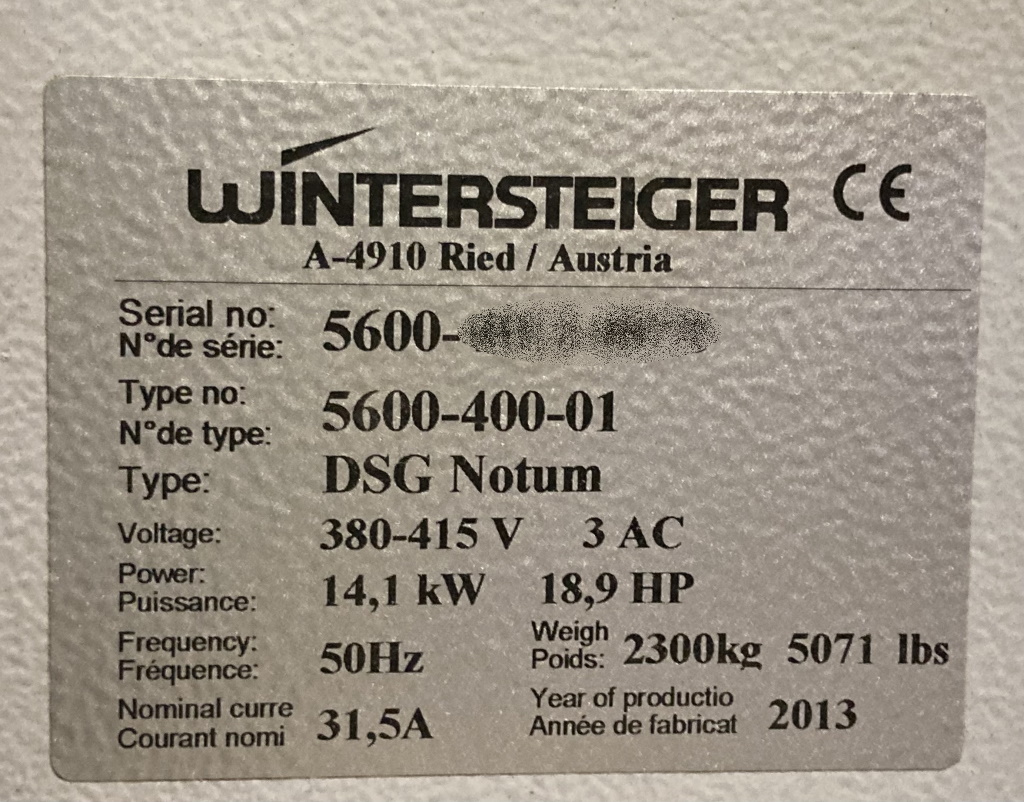 WINTERSTEIGER CE
A-4910 Ried / Austria
Serial no:
N°de série: 5600-
Type no:
N°de type: 5600-400-01
Type: DSG Notum
Voltage: 380-415 V 3 AC
Power:
Puissance: 14,1 kW 18,9 HP
Frequency:
Fréquence: 50Hz
Weigh
Poids: 2300kg 5071 lbs
Nominal curre
Courant nomi 31,5A
Year of productio
Année de fabricat 2013